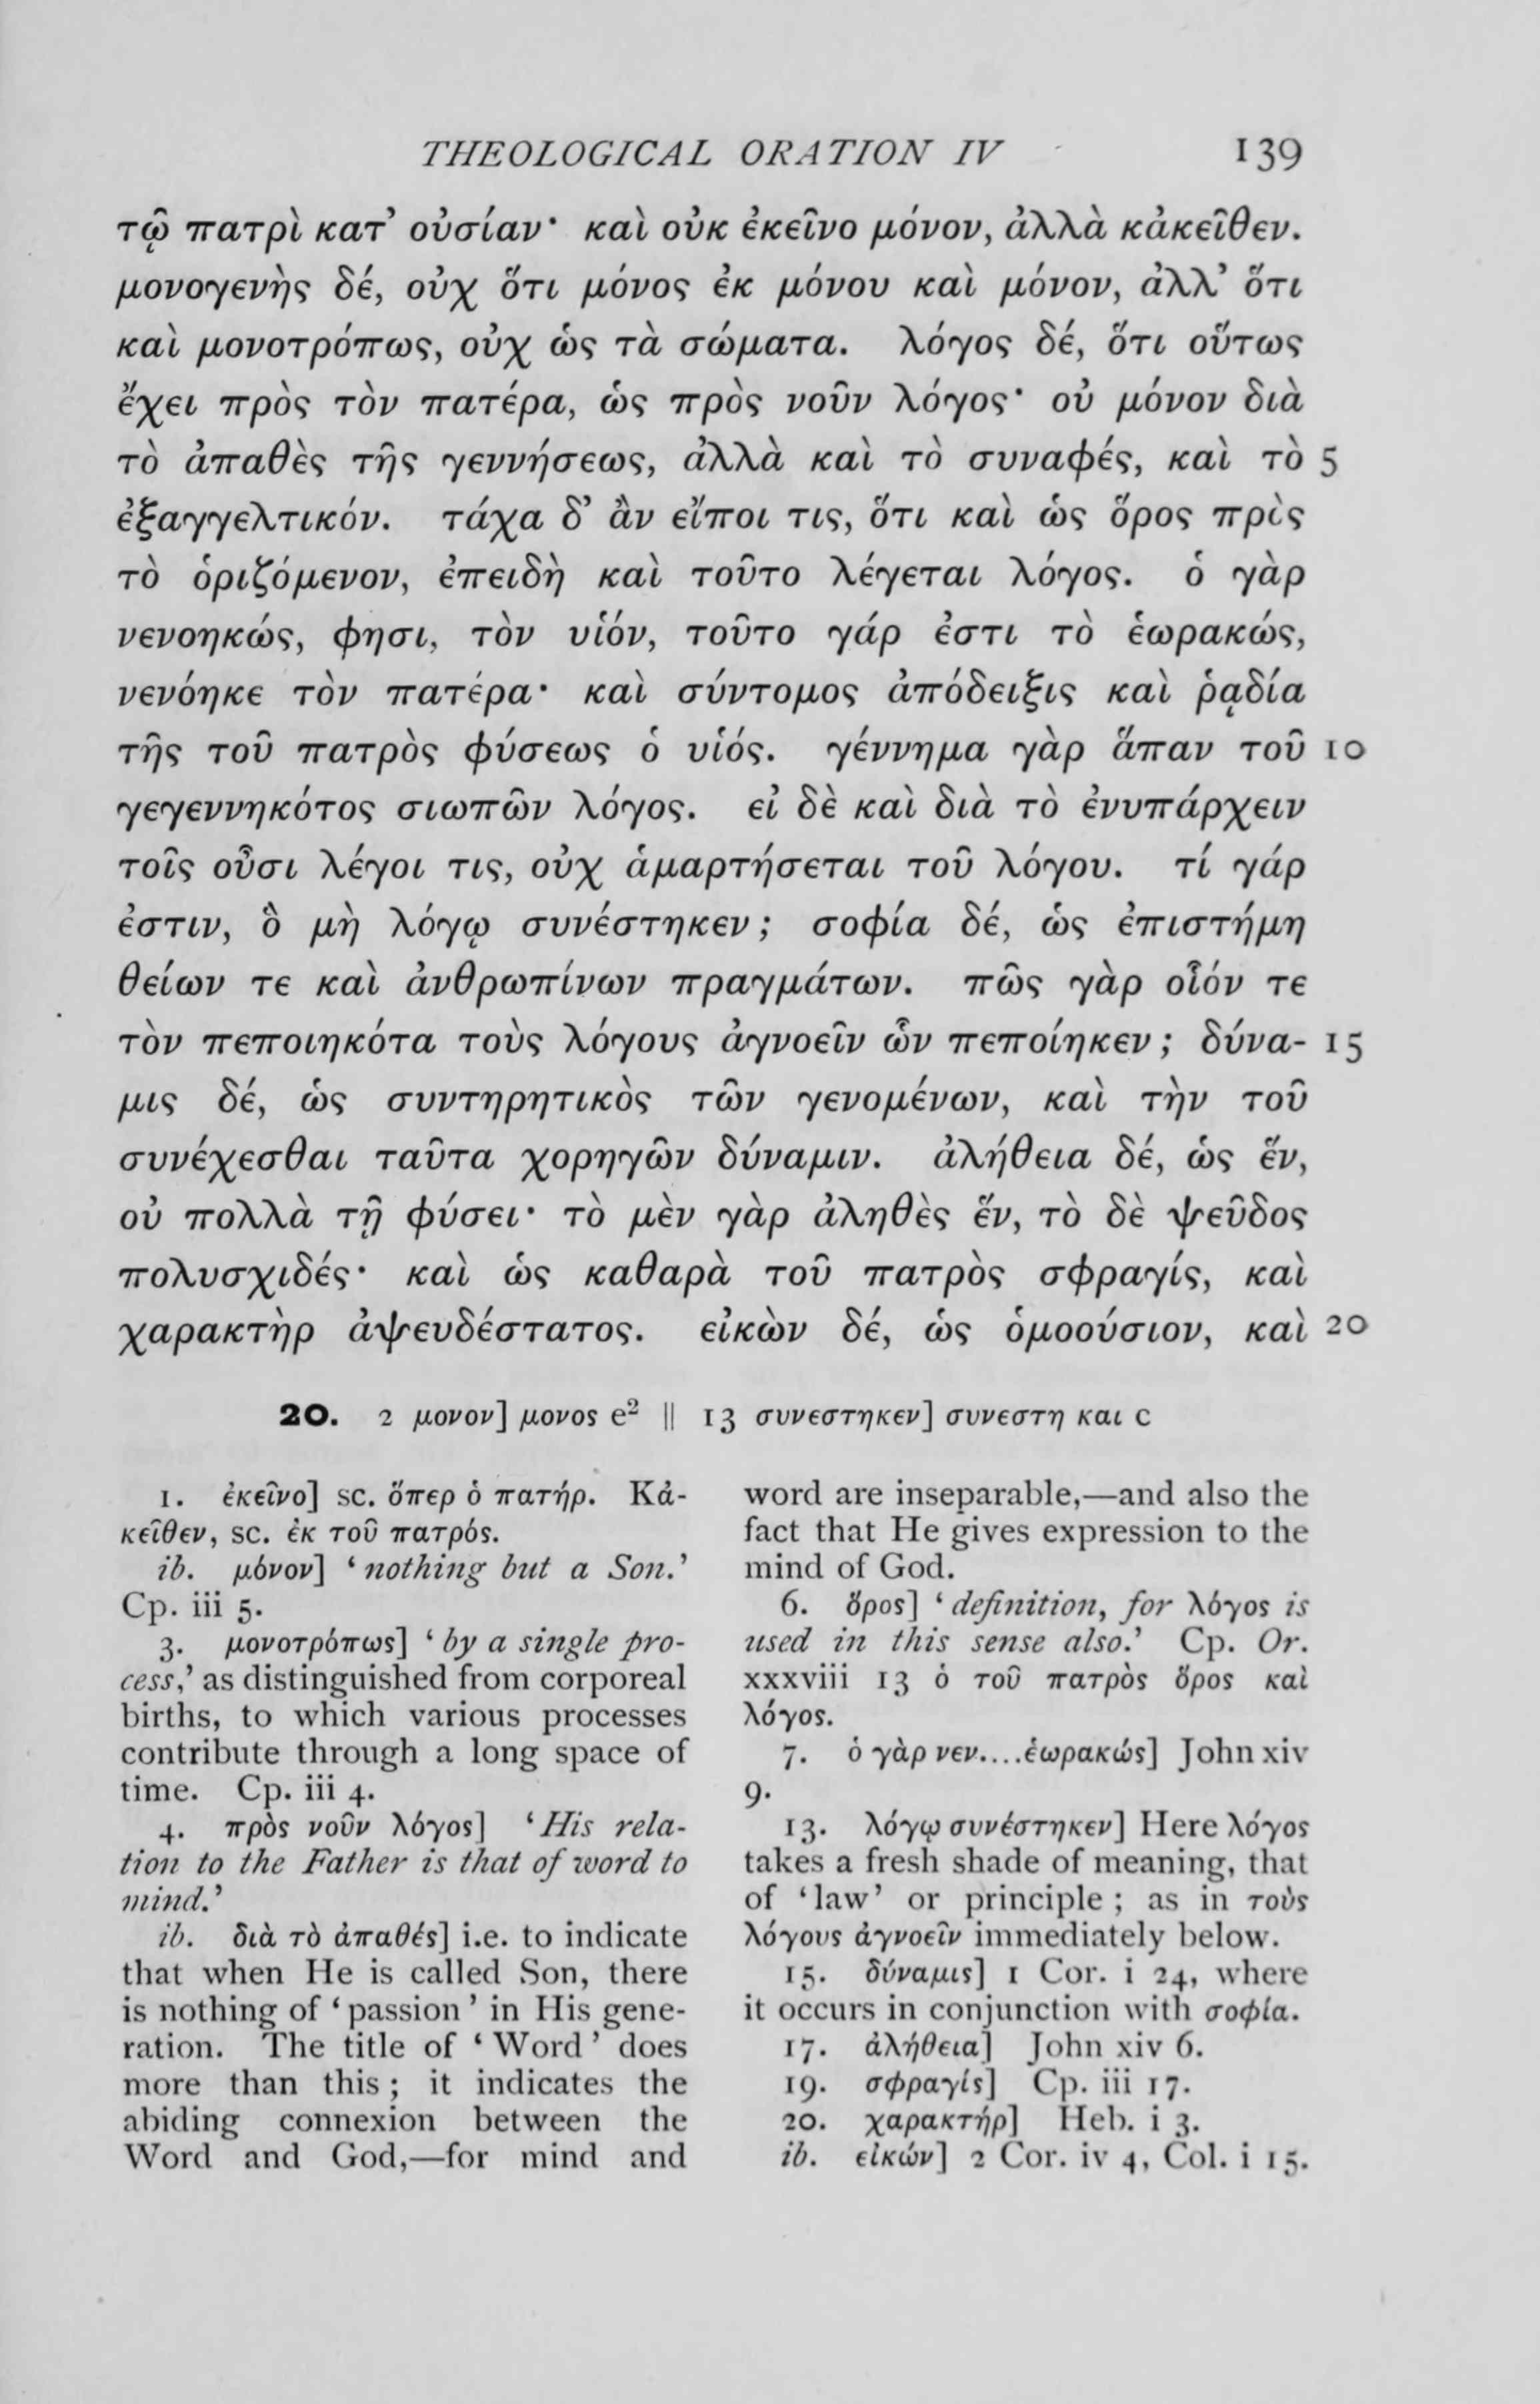 THEOLOGICAL ORATION IV 139
τῷ πατρὶ κατ’ οὐσίαν· καὶ οὐκ ἐκεῖνο μόνον, ἀλλὰ κἀκεῖθεν.
μονογενὴς δέ, οὐχ ὅτι μόνος ἐκ μόνου καὶ μόνον, ἀλλ’ ὅτι
καὶ μονοτρόπως, οὐχ ὡς τὰ σώματα. λόγος δέ, ὅτι οὕτως
ἔχει πρὸς τὸν πατέρα, ὡς πρὸς νοῦν λόγος· οὐ μόνον διὰ
τὸ ἀπαθὲς τῆς γεννήσεως, ἀλλὰ καὶ τὸ συναφές, καὶ τὸ 5
ἐξαγγελτικόν. τάχα δ’ ἂν εἴποι τις, ὅτι καὶ ὡς ὅρος πρὸς
τὸ ὁριζόμενον, ἐπειδὴ καὶ τοῦτο λέγεται λόγος. ὁ γὰρ
νενοηκώς, φησι, τὸν υἱόν, τοῦτο γάρ ἐστι τὸ ἑωρακώς,
νενόηκε τὸν πατέρα· καὶ σύντομος ἀπόδειξις καὶ ῥᾳδία
τῆς τοῦ πατρὸς φύσεως ὁ υἱός. γέννημα γὰρ ἅπαν τοῦ 10
γεγεννηκότος σιωπῶν λόγος. εἰ δὲ καὶ διὰ τὸ ἐνυπάρχειν
τοῖς οὖσι λέγοι τις, οὐχ ἁμαρτήσεται τοῦ λόγου. τί γάρ
ἐστιν, ὃ μὴ λόγῳ συνέστηκεν; σοφία δέ, ὡς ἐπιστήμη
θείων τε καὶ ἀνθρωπίνων πραγμάτων. πῶς γὰρ οἷόν τε
τὸν πεποιηκότα τοὺς λόγους ἀγνοεῖν ὧν πεποίηκεν; δύνα- 15
μις δέ, ὡς συντηρητικὸς τῶν γενομένων, καὶ τὴν τοῦ
συνέχεσθαι ταῦτα χορηγῶν δύναμιν. ἀλήθεια δέ, ὡς ἕν,
οὐ πολλὰ τῇ φύσει· τὸ μὲν γὰρ ἀληθὲς ἕν, τὸ δὲ ψεῦδος
πολυσχιδές· καὶ ὡς καθαρὰ τοῦ πατρὸς σφραγίς, καὶ
χαρακτὴρ ἀψευδέστατος. εἰκὼν δέ, ὡς ὁμοούσιον, καὶ 20
20. 2 μονον] μονος e² || 13 συνεστηκεν] συνεστη και c
1. ἐκεῖνο] sc. ὅπερ ὁ πατήρ. Κἀ-
κεῖθεν, sc. ἐκ τοῦ πατρός.
ib. μόνον] ‘nothing but a Son.’
Cp. iii 5.
3. μονοτρόπως] ‘by a single pro-
cess,’ as distinguished from corporeal
births, to which various processes
contribute through a long space of
time. Cp. iii 4.
4. πρὸς νοῦν λόγος] ‘His rela-
tion to the Father is that of word to
mind.’
ib. διὰ τὸ ἀπαθές] i.e. to indicate
that when He is called Son, there
is nothing of ‘passion’ in His gene-
ration. The title of ‘Word’ does
more than this; it indicates the
abiding connexion between the
Word and God,—for mind and
word are inseparable,—and also the
fact that He gives expression to the
mind of God.
6. ὅρος] ‘definition, for λόγος is
used in this sense also.’ Cp. Or.
xxxviii 13 ὁ τοῦ πατρὸς ὅρος καὶ
λόγος.
7. ὁ γὰρ νεν....ἑωρακώς] John xiv
9.
13. λόγῳ συνέστηκεν] Here λόγος
takes a fresh shade of meaning, that
of ‘law’ or principle; as in τοὺς
λόγους ἀγνοεῖν immediately below.
15. δύναμις] 1 Cor. i 24, where
it occurs in conjunction with σοφία.
17. ἀλήθεια] John xiv 6.
19. σφραγίς] Cp. iii 17.
20. χαρακτήρ] Heb. i 3.
ib. εἰκών] 2 Cor. iv 4, Col. i 15.